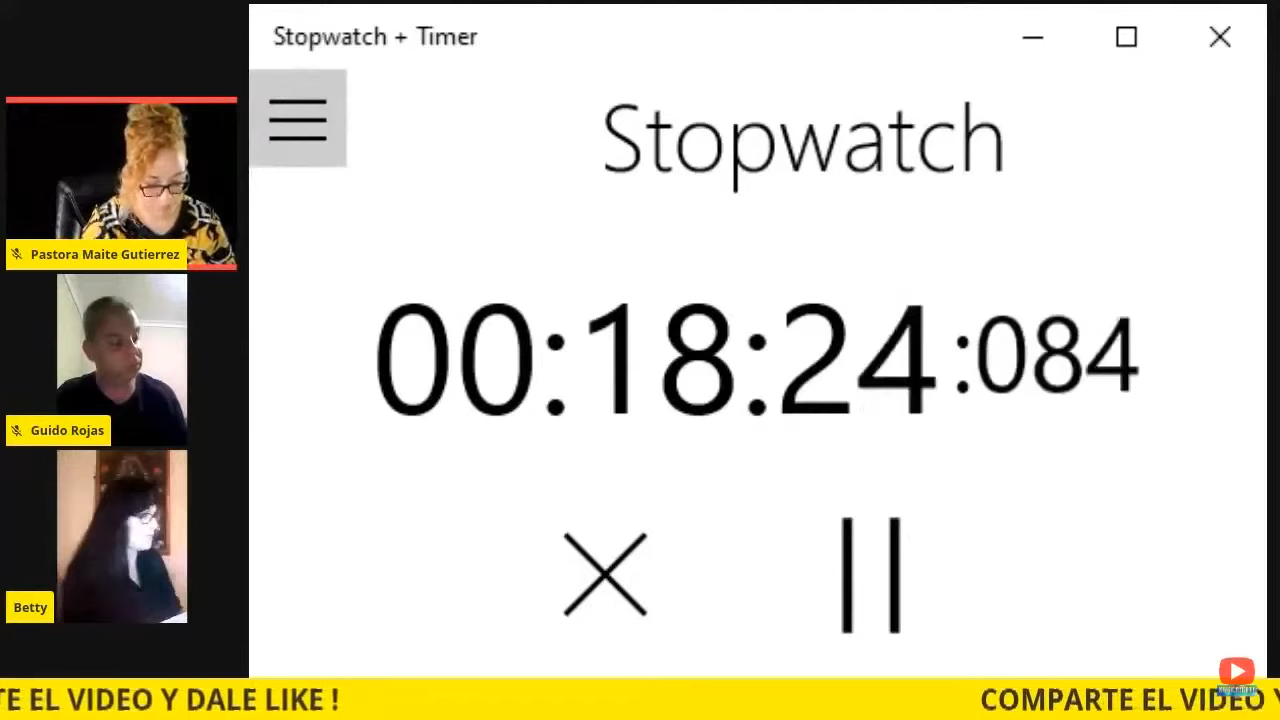 Stopwatch + Timer
Stopwatch
00:18:24:084
Pastora Maite Gutierrez
Guido Rojas
Betty
TE EL VIDEO Y DALE LIKE !
COMPARTE EL VIDEO Y